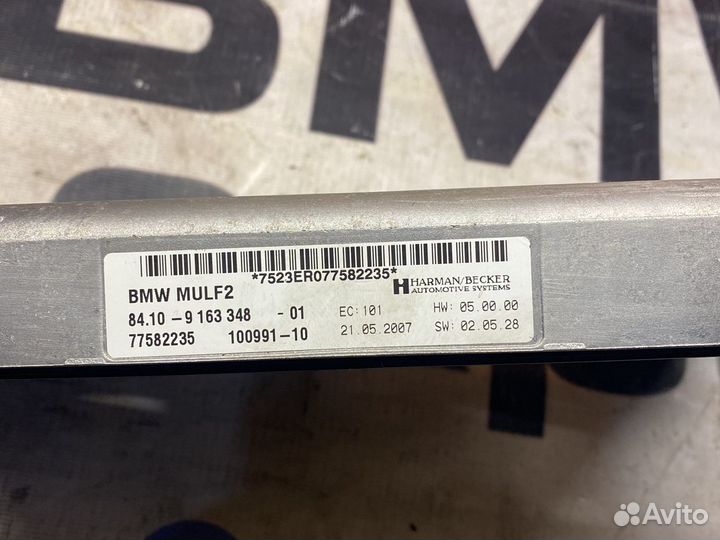 BMW
*7523ER077582235*
BMW MULF2
HARMAN/BECKER
AUTOMOTIVE SYSTEMS
84.10 – 9 163 348 - 01 EC:101 HW: 05.00.00
77582235 100991-10 21.05.2007 SW: 02.05.28
Avito